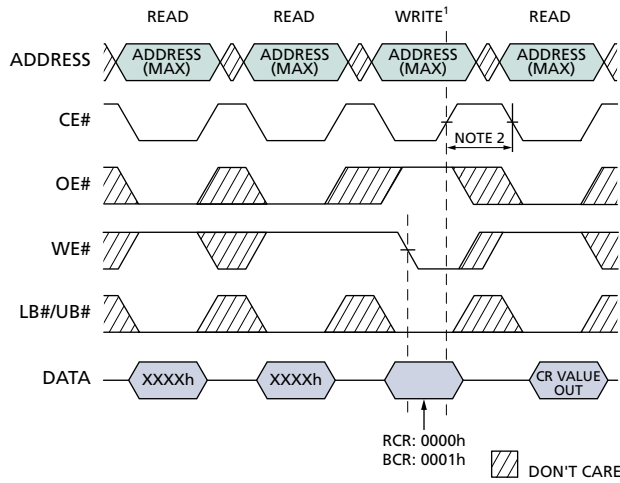 READ READ WRITE¹ READ
ADDRESS ADDRESS (MAX) ADDRESS (MAX) ADDRESS (MAX) ADDRESS (MAX)
CE#
NOTE 2
OE#
WE#
LB#/UB#
DATA XXXXh XXXXh CR VALUE OUT
RCR: 0000h
BCR: 0001h
DON'T CARE